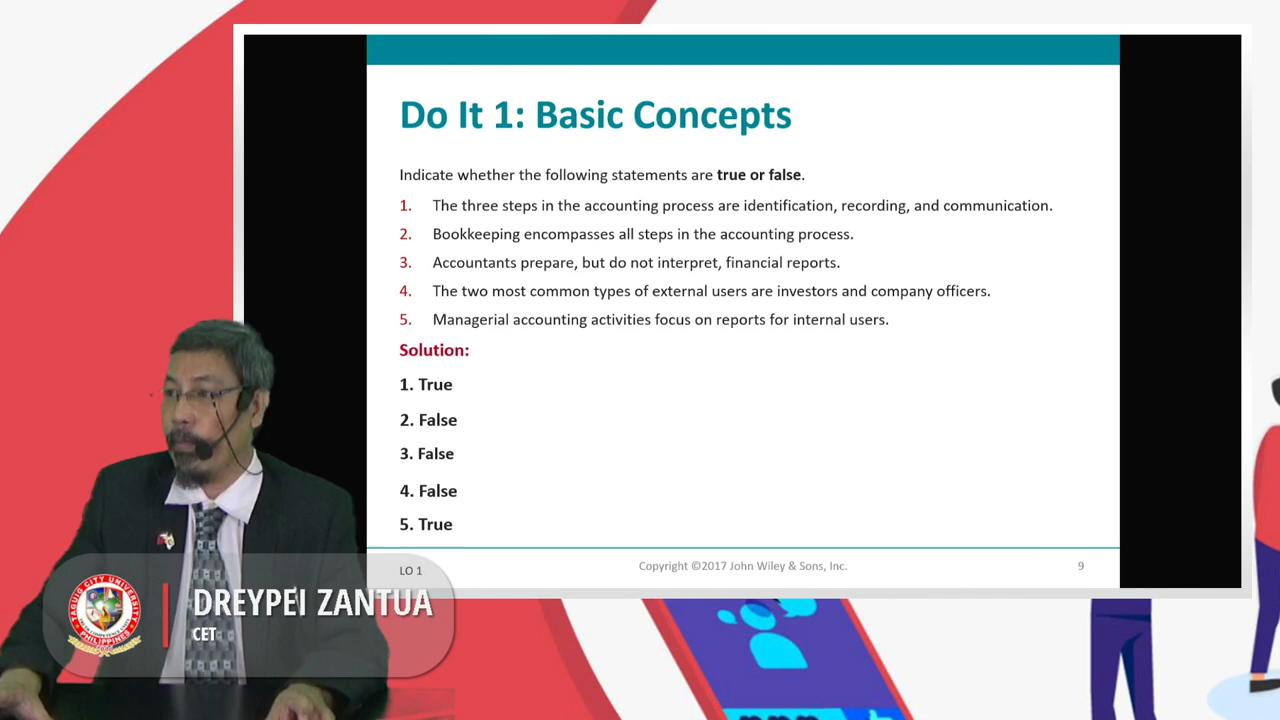 Do It 1: Basic Concepts
Indicate whether the following statements are true or false.
1. The three steps in the accounting process are identification, recording, and communication.
2. Bookkeeping encompasses all steps in the accounting process.
3. Accountants prepare, but do not interpret, financial reports.
4. The two most common types of external users are investors and company officers.
5. Managerial accounting activities focus on reports for internal users.
Solution:
1. True
2. False
3. False
4. False
5. True
LO 1
Copyright ©2017 John Wiley & Sons, Inc.
9
DREYPEI ZANTUA
CET
TAGUIG CITY UNIVERSITY
PHILIPPINES